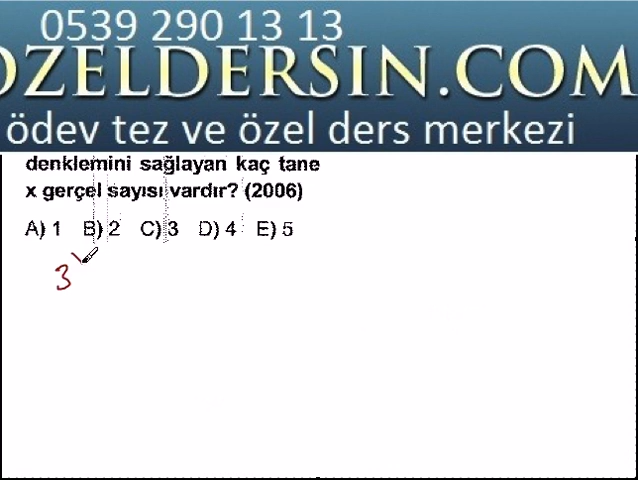 0539 290 13 13
OZELDERSIN.COM
ödev tez ve özel ders merkezi
denklemini sağlayan kaç tane
x gerçel sayısı vardır? (2006)
A) 1 B) 2 C) 3 D) 4 E) 5
3